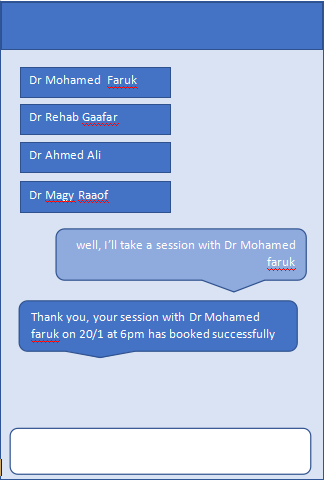 Dr Mohamed  Faruk
Dr Rehab Gaafar
Dr Ahmed Ali
Dr Magy Raaof
well, I'll take a session with Dr Mohamed
faruk
Thank you, your session with Dr Mohamed
faruk on 20/1 at 6pm has booked successfully